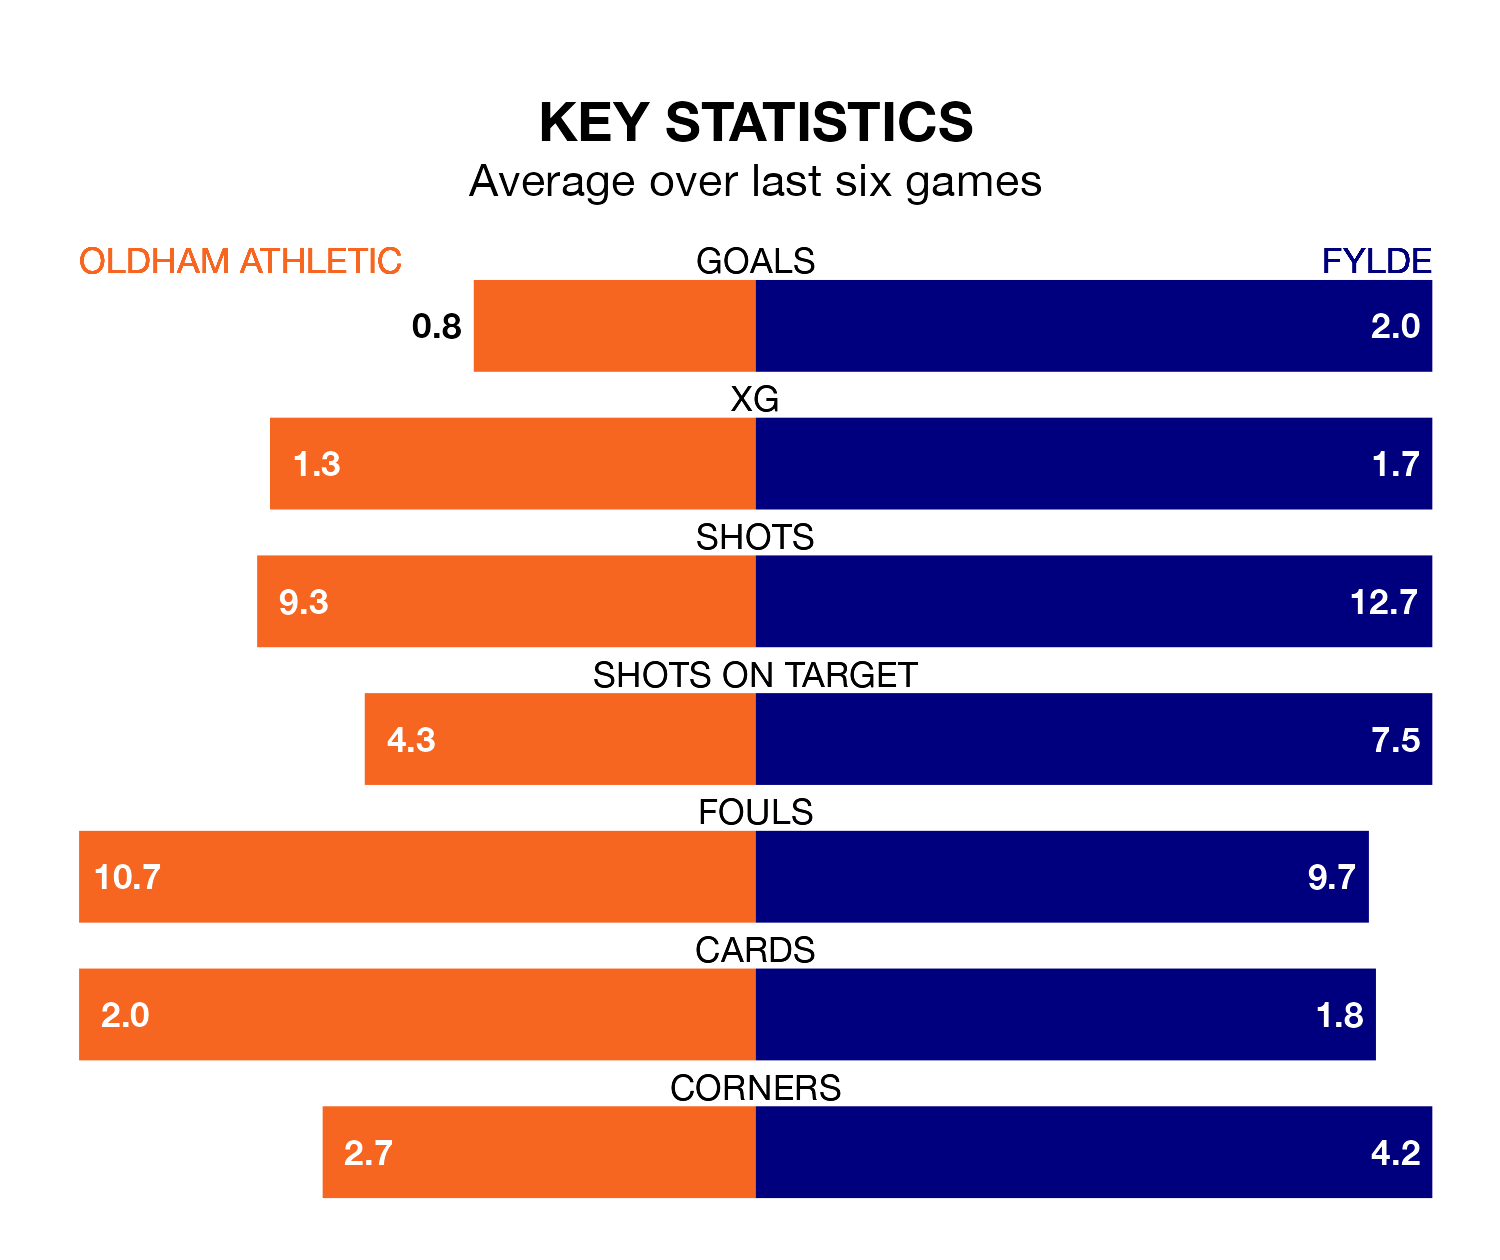 KEY STATISTICS
Average over last six games
OLDHAM ATHLETIC GOALS FYLDE
0.8 2.0
XG
1.3 1.7
SHOTS
9.3 12.7
SHOTS ON TARGET
4.3 7.5
FOULS
10.7 9.7
CARDS
2.0 1.8
CORNERS
2.7 4.2